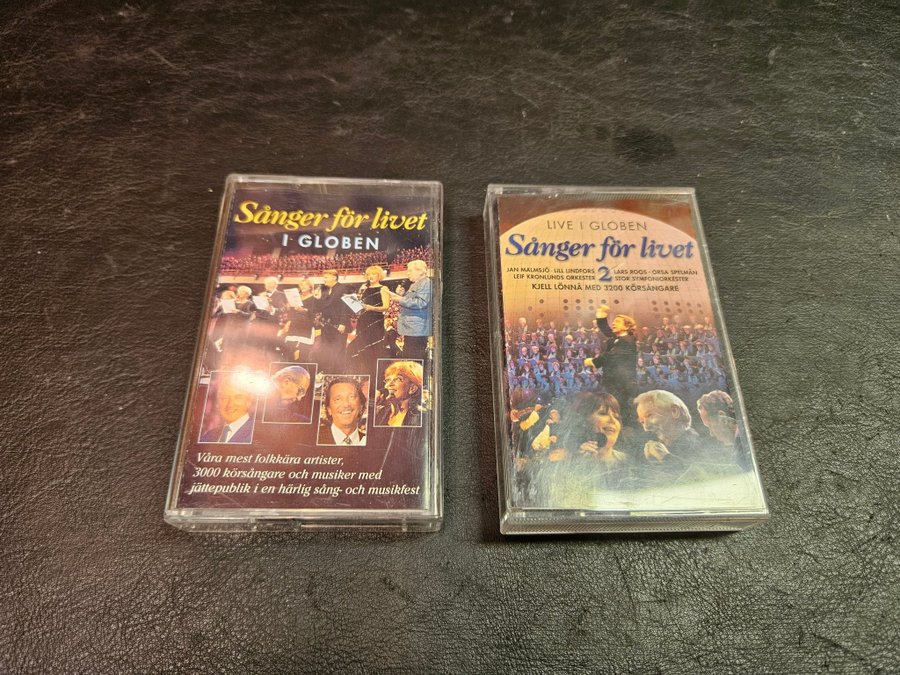 Sånger för livet
I GLOBEN
Våra mest folkkära artister,
3000 körsångare och musiker med
jättepublik i en härlig sång- och musikfest
LIVE I GLOBEN
Sånger för livet
2
JAN MALMSJÖ · LILL LINDFORS LARS ROOS · ORSA SPELMÄN
LEIF KRONLUNDS ORKESTER STOR SYMFONIORKESTER
KJELL LÖNNÅ MED 3200 KÖRSÅNGARE